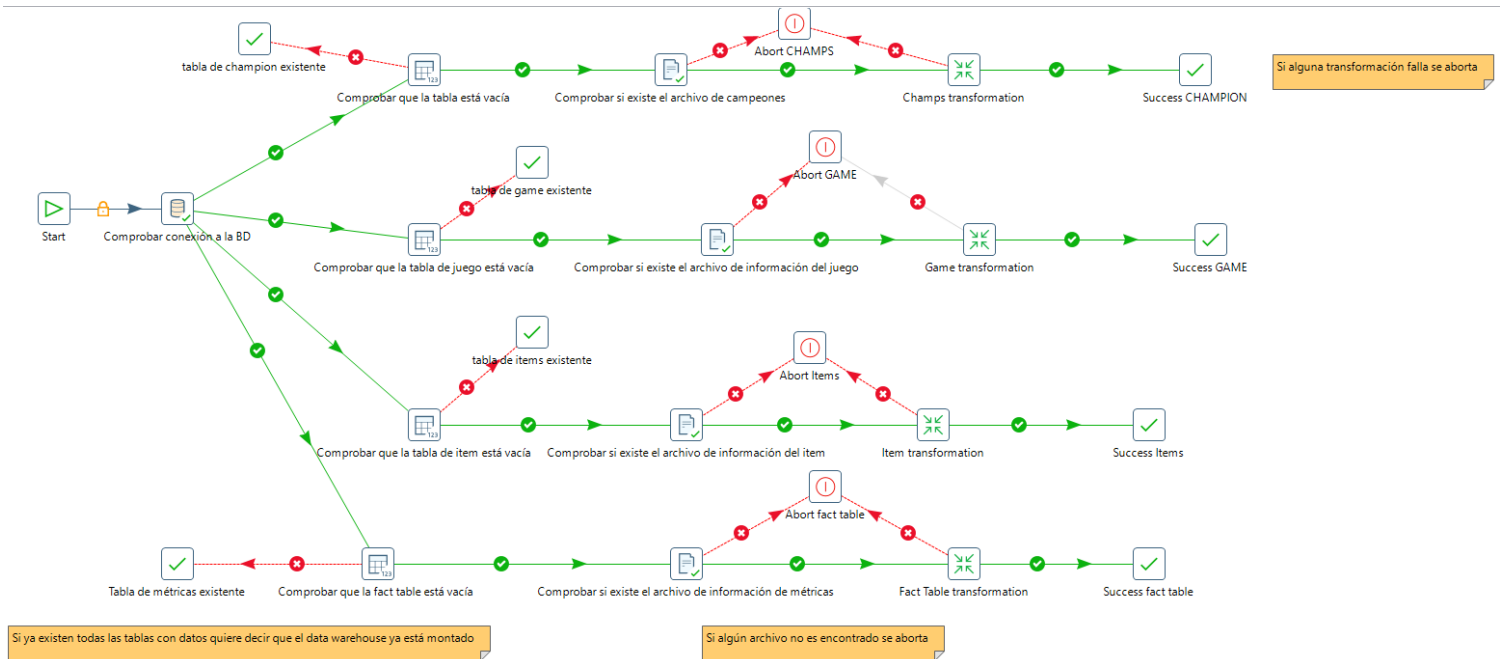 Abort CHAMPS
tabla de champion existente
Comprobar que la tabla está vacía
Comprobar si existe el archivo de campeones
Champs transformation
Success CHAMPION
Si alguna transformación falla se aborta
Abort GAME
tabla de game existente
Start
Comprobar conexión a la BD
Comprobar que la tabla de juego está vacía
Comprobar si existe el archivo de información del juego
Game transformation
Success GAME
tabla de items existente
Abort Items
Comprobar que la tabla de item está vacía
Comprobar si existe el archivo de información del item
Item transformation
Success Items
Abort fact table
Tabla de métricas existente
Comprobar que la fact table está vacía
Comprobar si existe el archivo de información de métricas
Fact Table transformation
Success fact table
Si ya existen todas las tablas con datos quiere decir que el data warehouse ya está montado
Si algún archivo no es encontrado se aborta
123
123
123
123